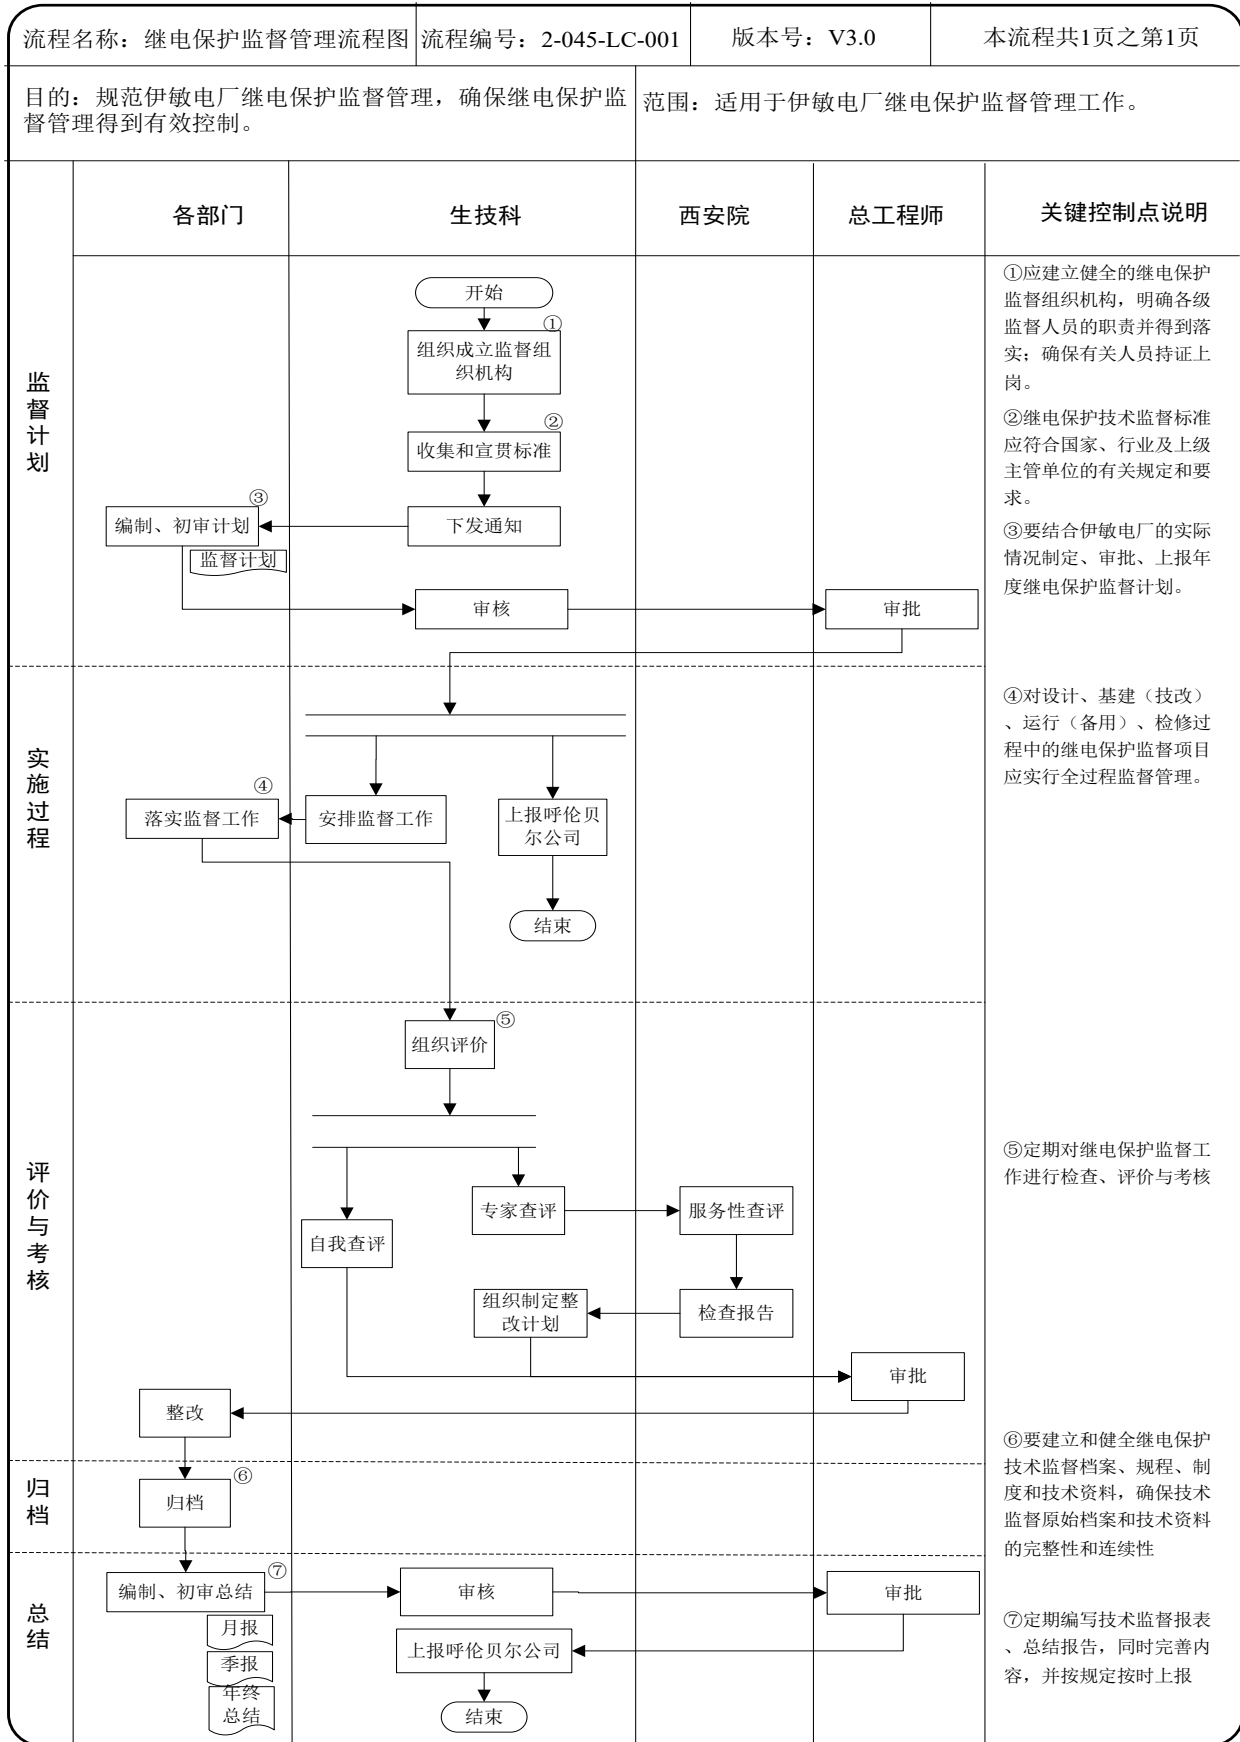 流程名称：继电保护监督管理流程图
流程编号：2-045-LC-001
版本号：V3.0
本流程共1页之第1页
目的：规范伊敏电厂继电保护监督管理，确保继电保护监
督管理得到有效控制。
范围：适用于伊敏电厂继电保护监督管理工作。
各部门
生技科
西安院
总工程师
关键控制点说明
监督计划
开始
①
组织成立监督组
织机构
②
收集和宣贯标准
③
编制、初审计划
下发通知
监督计划
审核
审批
①应建立健全的继电保护
监督组织机构，明确各级
监督人员的职责并得到落
实；确保有关人员持证上
岗。
②继电保护技术监督标准
应符合国家、行业及上级
主管单位的有关规定和要
求。
③要结合伊敏电厂的实际
情况制定、审批、上报年
度继电保护监督计划。
实施过程
④
落实监督工作
安排监督工作
上报呼伦贝
尔公司
结束
④对设计、基建（技改）
、运行（备用）、检修过
程中的继电保护监督项目
应实行全过程监督管理。
评价与考核
⑤
组织评价
专家查评
服务性查评
自我查评
组织制定整
改计划
检查报告
审批
整改
⑤定期对继电保护监督工
作进行检查、评价与考核
归档
⑥
归档
⑥要建立和健全继电保护
技术监督档案、规程、制
度和技术资料，确保技术
监督原始档案和技术资料
的完整性和连续性
总结
⑦
编制、初审总结
审核
审批
月报
季报
年终
总结
上报呼伦贝尔公司
结束
⑦定期编写技术监督报表
、总结报告，同时完善内
容，并按规定按时上报